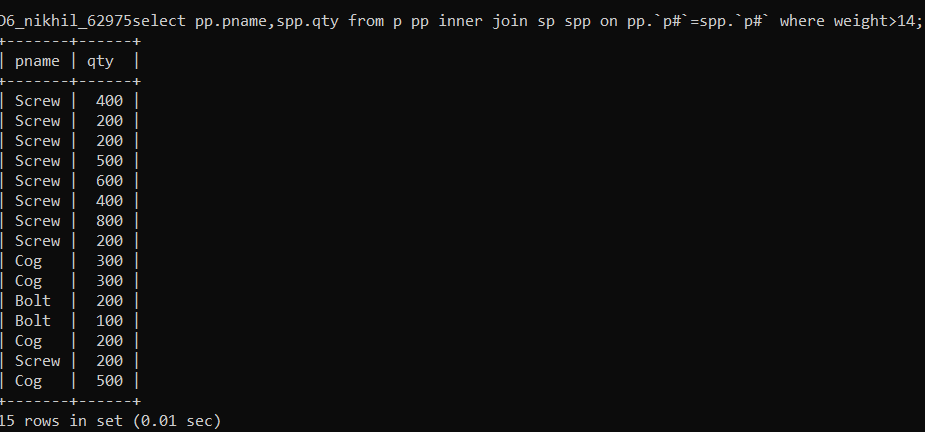 D6_nikhil_62975select pp.pname,spp.qty from p pp inner join sp spp on pp.`p#`=spp.`p#` where weight>14;
+-------+------+
| pname | qty  |
+-------+------+
| Screw |  400 |
| Screw |  200 |
| Screw |  200 |
| Screw |  500 |
| Screw |  600 |
| Screw |  400 |
| Screw |  800 |
| Screw |  200 |
| Cog   |  300 |
| Cog   |  300 |
| Bolt  |  200 |
| Bolt  |  100 |
| Cog   |  200 |
| Screw |  200 |
| Cog   |  500 |
+-------+------+
15 rows in set (0.01 sec)